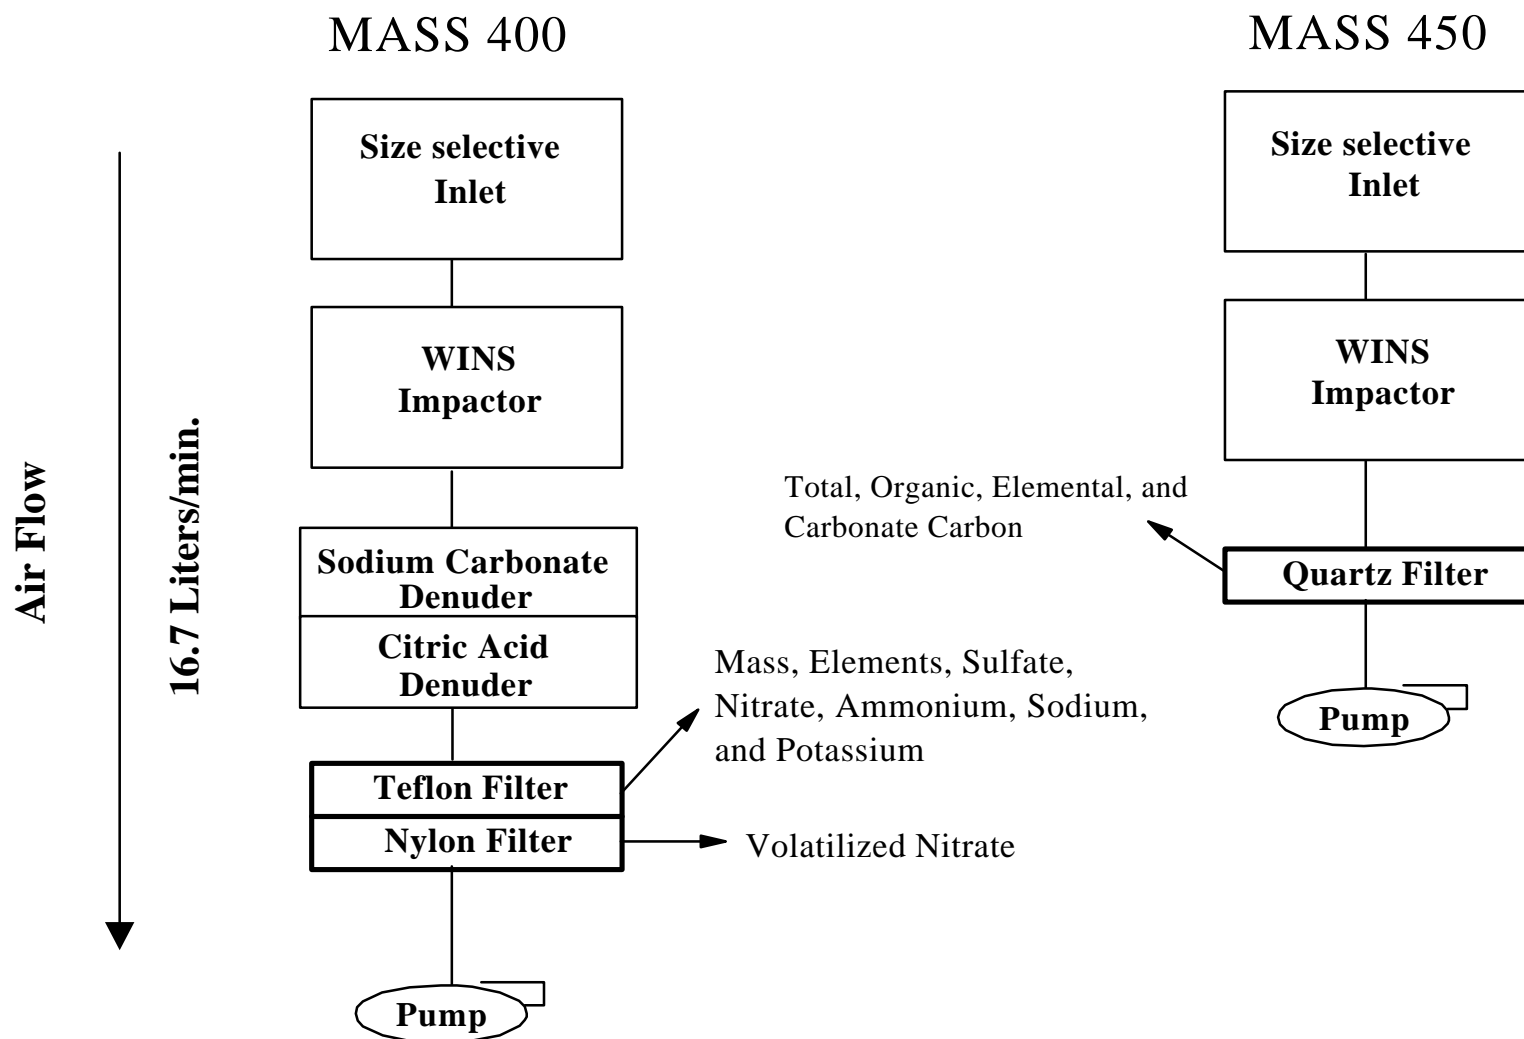 MASS 400
MASS 450
Size selective
Inlet
Size selective
Inlet
WINS
Impactor
WINS
Impactor
Air Flow
16.7 Liters/min.
Total, Organic, Elemental, and
Carbonate Carbon
Sodium Carbonate
Denuder
Quartz Filter
Citric Acid
Denuder
Mass, Elements, Sulfate,
Nitrate, Ammonium, Sodium,
and Potassium
Pump
Teflon Filter
Nylon Filter
Volatilized Nitrate
Pump